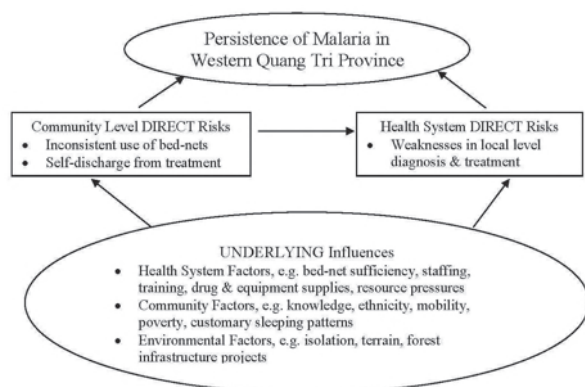 Persistence of Malaria in
Western Quang Tri Province
Community Level DIRECT Risks
• Inconsistent use of bed-nets
• Self-discharge from treatment
Health System DIRECT Risks
• Weaknesses in local level
diagnosis & treatment
UNDERLYING Influences
• Health System Factors, e.g. bed-net sufficiency, staffing,
training, drug & equipment supplies, resource pressures
• Community Factors, e.g. knowledge, ethnicity, mobility,
poverty, customary sleeping patterns
• Environmental Factors, e.g. isolation, terrain, forest
infrastructure projects